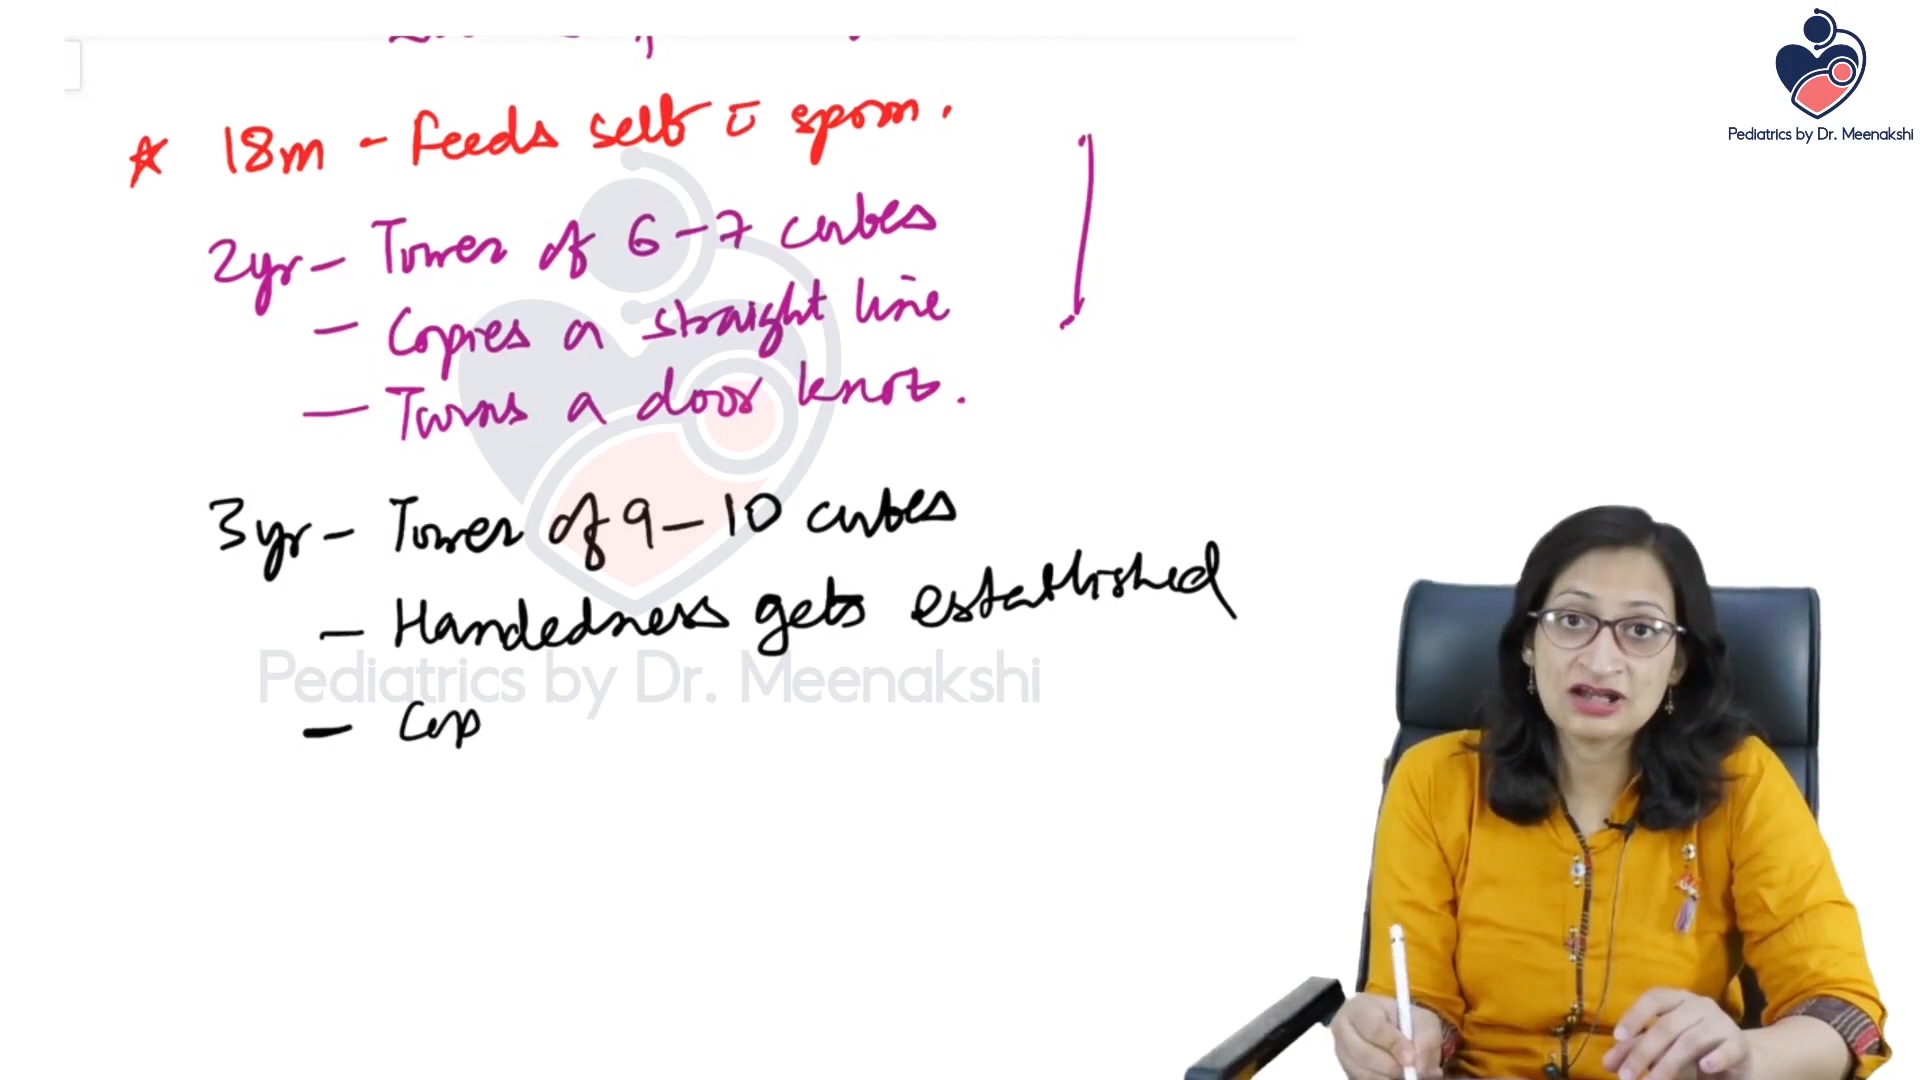 Pediatrics by Dr. Meenakshi
☆ 18m - Feeds self c̄ spoon.
2yr - Tower of 6-7 cubes
- Copies a straight line
- Turns a door knob.
3yr - Tower of 9-10 cubes
- Handedness gets established
Pediatrics by Dr. Meenakshi
- Cop